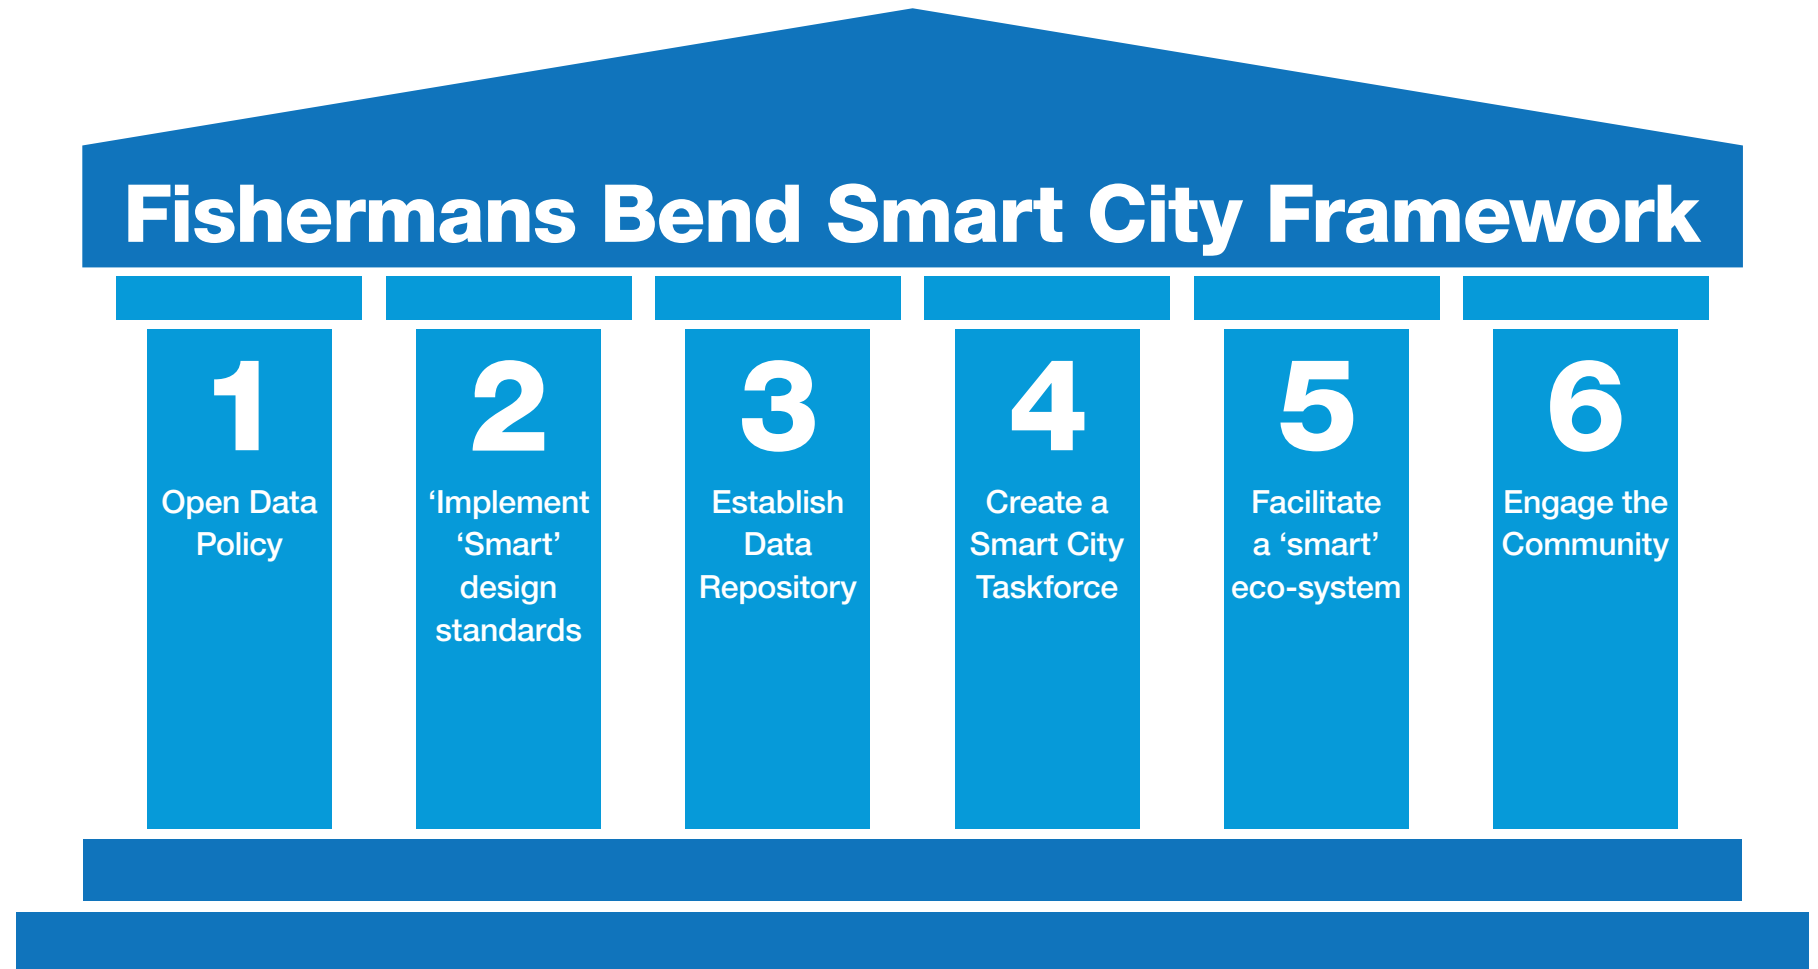 Fishermans Bend Smart City Framework
1
Open Data
Policy
2
‘Implement
‘Smart’
design
standards
3
Establish
Data
Repository
4
Create a
Smart City
Taskforce
5
Facilitate
a ‘smart’
eco-system
6
Engage the
Community